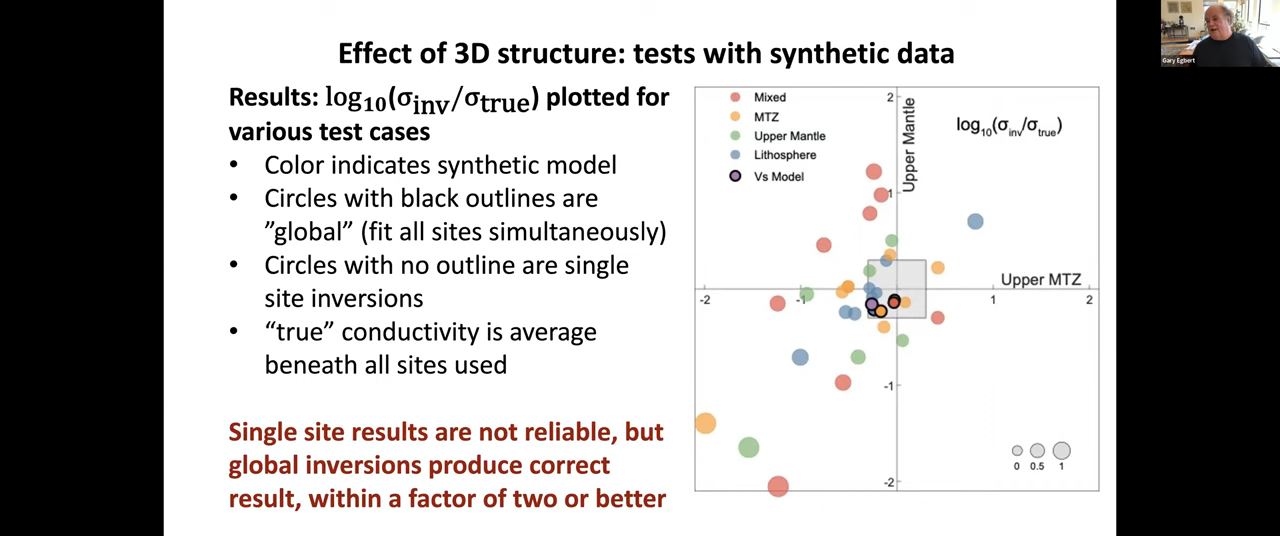 Effect of 3D structure: tests with synthetic data
Results: log10(σinv/σtrue) plotted for
various test cases
• Color indicates synthetic model
• Circles with black outlines are
”global” (fit all sites simultaneously)
• Circles with no outline are single
site inversions
• “true” conductivity is average
beneath all sites used
Single site results are not reliable, but
global inversions produce correct
result, within a factor of two or better
Mixed
MTZ
Upper Mantle
Lithosphere
Vs Model
2
Upper Mantle
log10(σinv/σtrue)
1
Upper MTZ
-2
-1
1
2
-1
-2
0 0.5 1
Gary Egbert